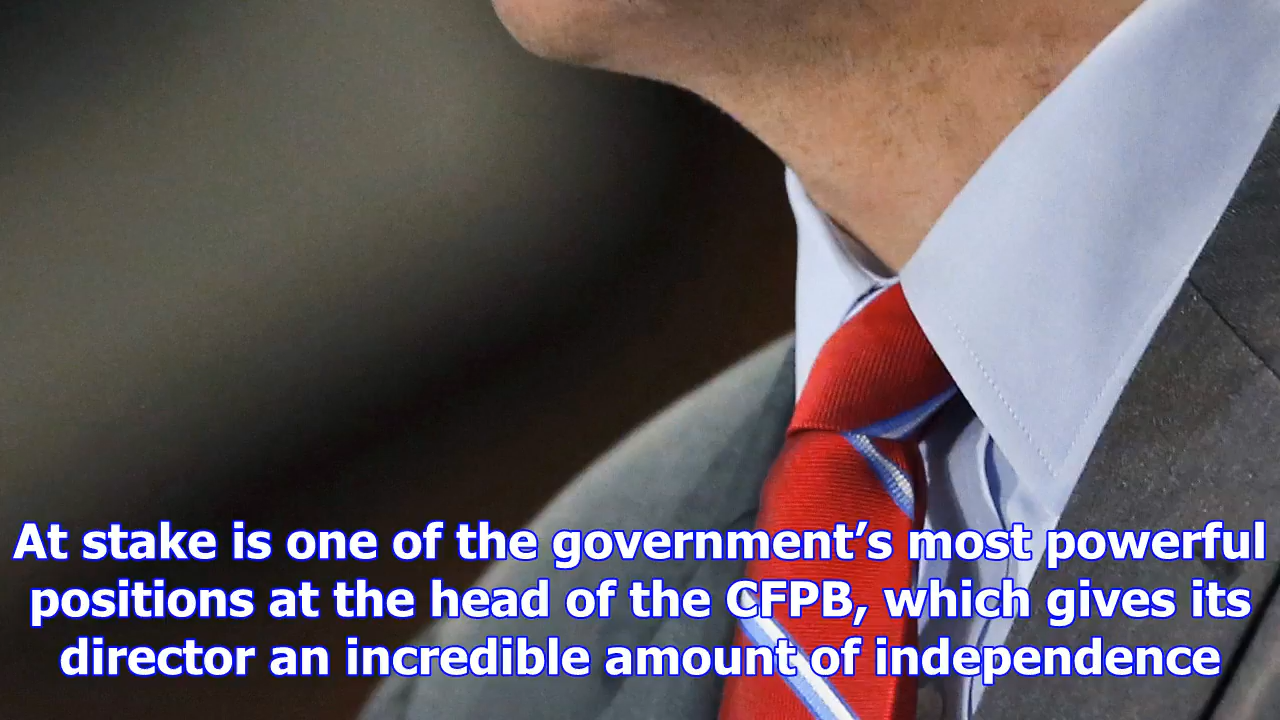 At stake is one of the government’s most powerful
positions at the head of the CFPB, which gives its
director an incredible amount of independence